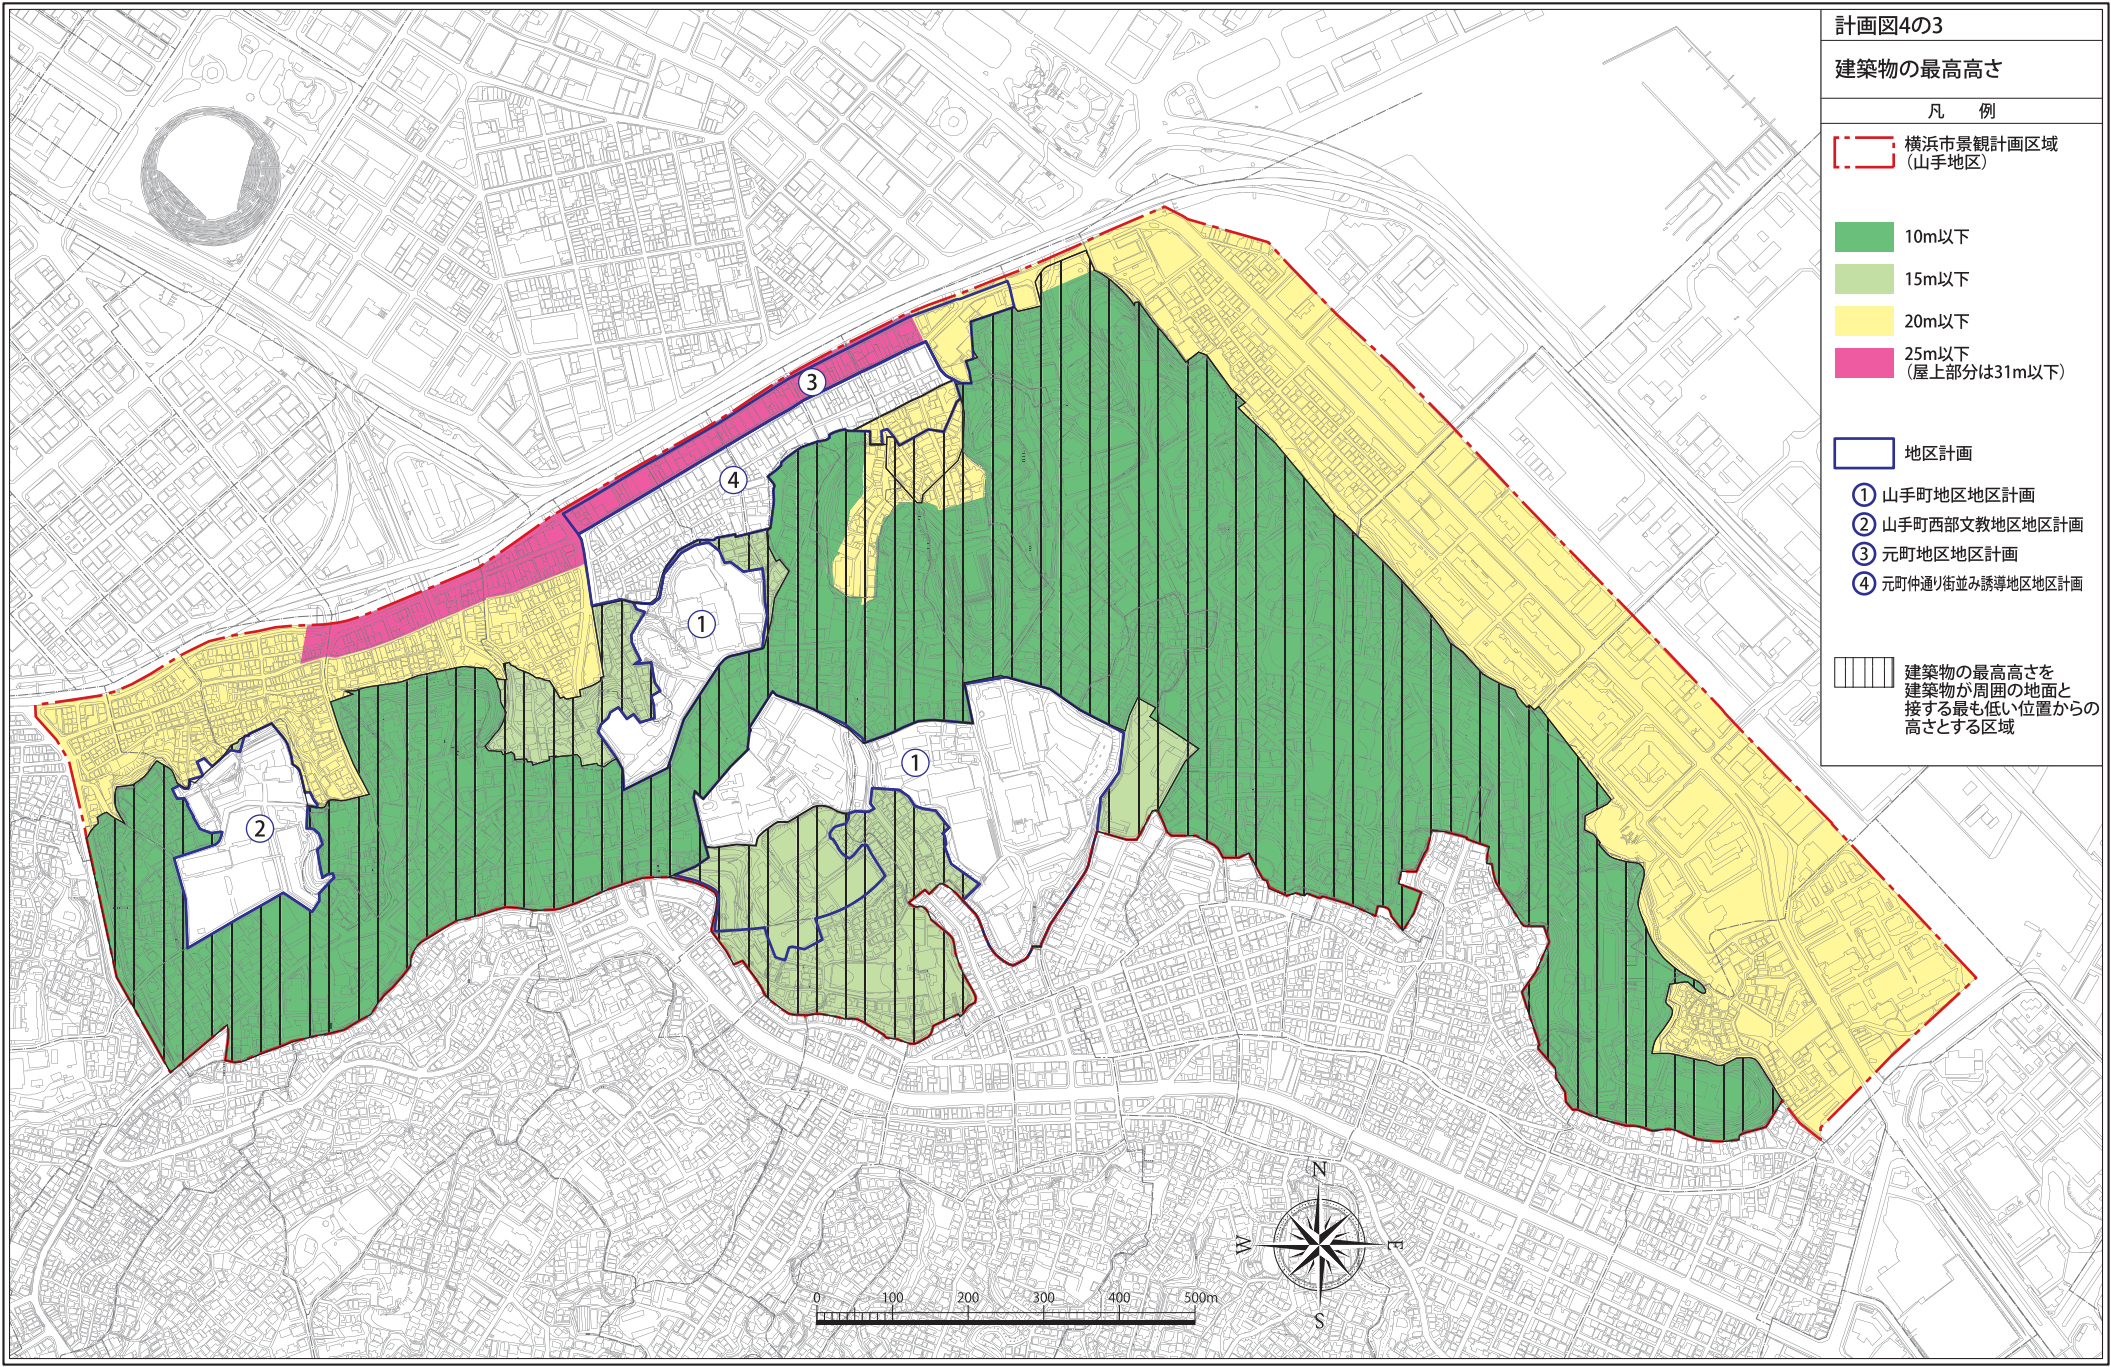 計画図4の3
建築物の最高高さ
凡　例
横浜市景観計画区域
（山手地区）
10m以下
15m以下
20m以下
25m以下
（屋上部分は31m以下）
地区計画
① 山手町地区地区計画
② 山手町西部文教地区地区計画
③ 元町地区地区計画
④ 元町仲通り街並み誘導地区地区計画
建築物の最高高さを
建築物が周囲の地面と
接する最も低い位置からの
高さとする区域
③
④
①
①
②
N
W
E
S
0 100 200 300 400 500m